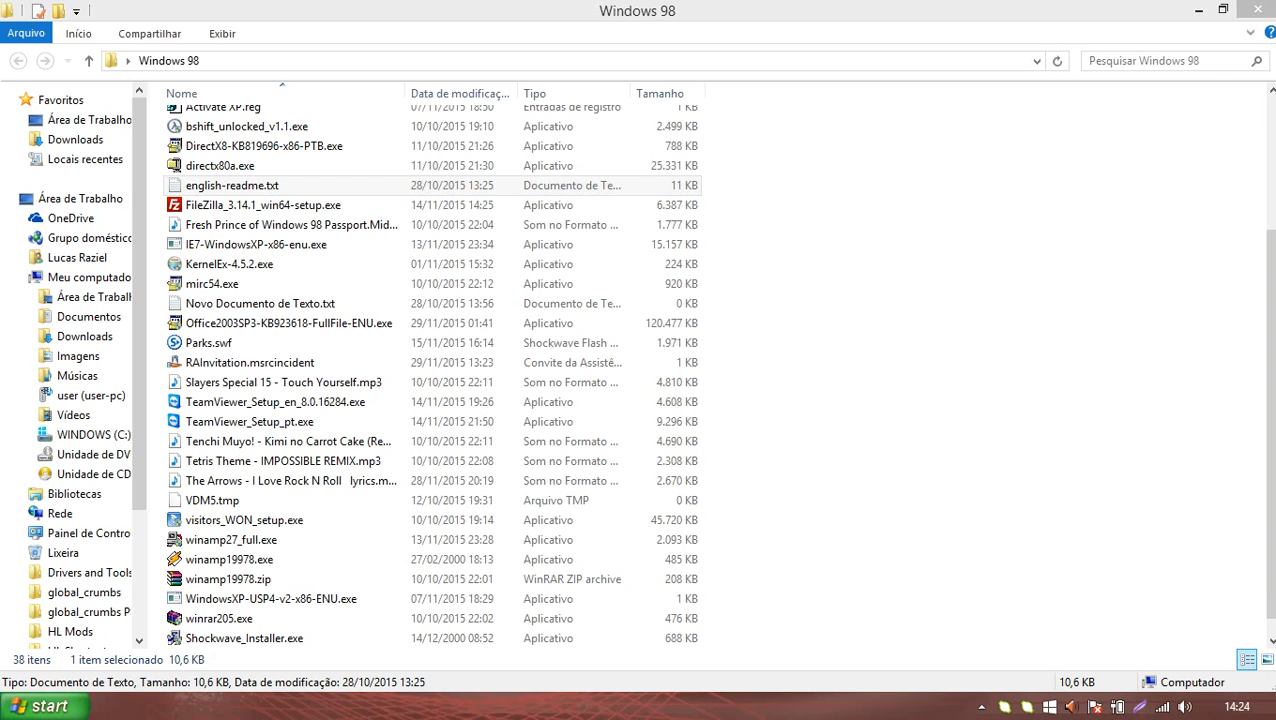 Windows 98
Arquivo Início Compartilhar Exibir
Windows 98
Pesquisar Windows 98
Nome Data de modificaç... Tipo Tamanho
Favoritos
Área de Trabalho
Downloads
Locais recentes
Área de Trabalho
OneDrive
Grupo doméstic
Lucas Raziel
Meu computado
Área de Trabalh
Documentos
Downloads
Imagens
Músicas
user (user-pc)
Vídeos
WINDOWS (C:)
Unidade de DV
Unidade de CD
Bibliotecas
Rede
Painel de Contro
Lixeira
Drivers and Tools
global_crumbs
global_crumbs P
HL Mods
Activate XP.reg 07/11/2015 18:50 Entradas de registro 1 KB
bshift_unlocked_v1.1.exe 10/10/2015 19:10 Aplicativo 2.499 KB
DirectX8-KB819696-x86-PTB.exe 11/10/2015 21:26 Aplicativo 788 KB
directx80a.exe 11/10/2015 21:30 Aplicativo 25.331 KB
english-readme.txt 28/10/2015 13:25 Documento de Te... 11 KB
FileZilla_3.14.1_win64-setup.exe 14/11/2015 14:25 Aplicativo 6.387 KB
Fresh Prince of Windows 98 Passport.Mid... 10/10/2015 22:04 Som no Formato ... 1.777 KB
IE7-WindowsXP-x86-enu.exe 13/11/2015 23:34 Aplicativo 15.157 KB
KernelEx-4.5.2.exe 01/11/2015 15:32 Aplicativo 224 KB
mirc54.exe 10/10/2015 22:12 Aplicativo 920 KB
Novo Documento de Texto.txt 28/10/2015 13:56 Documento de Te... 0 KB
Office2003SP3-KB923618-FullFile-ENU.exe 29/11/2015 01:41 Aplicativo 120.477 KB
Parks.swf 15/11/2015 16:14 Shockwave Flash ... 1.971 KB
RAInvitation.msrcincident 29/11/2015 13:23 Convite da Assistê... 1 KB
Slayers Special 15 - Touch Yourself.mp3 10/10/2015 22:11 Som no Formato ... 4.810 KB
TeamViewer_Setup_en_8.0.16284.exe 14/11/2015 19:26 Aplicativo 4.608 KB
TeamViewer_Setup_pt.exe 14/11/2015 21:50 Aplicativo 9.296 KB
Tenchi Muyo! - Kimi no Carrot Cake (Re... 10/10/2015 22:11 Som no Formato ... 4.690 KB
Tetris Theme - IMPOSSIBLE REMIX.mp3 10/10/2015 22:08 Som no Formato ... 2.308 KB
The Arrows - I Love Rock N Roll lyrics.m... 28/11/2015 20:19 Som no Formato ... 2.670 KB
VDM5.tmp 12/10/2015 19:31 Arquivo TMP 0 KB
visitors_WON_setup.exe 10/10/2015 19:14 Aplicativo 45.720 KB
winamp27_full.exe 13/11/2015 23:28 Aplicativo 2.093 KB
winamp19978.exe 27/02/2000 18:13 Aplicativo 485 KB
winamp19978.zip 10/10/2015 22:01 WinRAR ZIP archive 208 KB
WindowsXP-USP4-v2-x86-ENU.exe 07/11/2015 18:29 Aplicativo 1 KB
winrar205.exe 10/10/2015 22:02 Aplicativo 476 KB
Shockwave_Installer.exe 14/12/2000 08:52 Aplicativo 688 KB
38 itens 1 item selecionado 10,6 KB
Tipo: Documento de Texto, Tamanho: 10,6 KB, Data de modificação: 28/10/2015 13:25 10,6 KB Computador
start 14:24